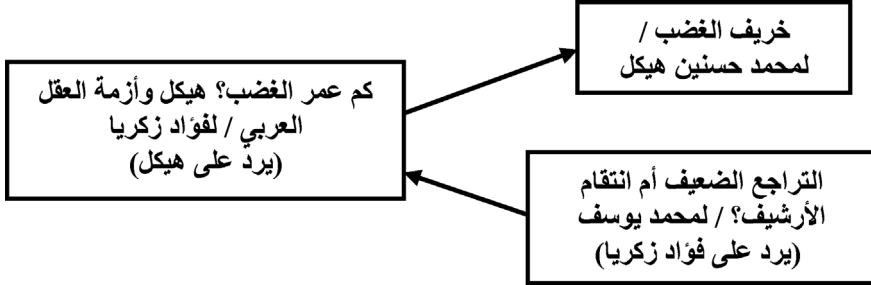 خريف الغضب /
لمحمد حسنين هيكل
كم عمر الغضب؟ هيكل وأزمة العقل
العربي / لفؤاد زكريا
(يرد على هيكل)
التراجع الضعيف أم انتقام
الأرشيف؟ / لمحمد يوسف
(يرد على فؤاد زكريا)